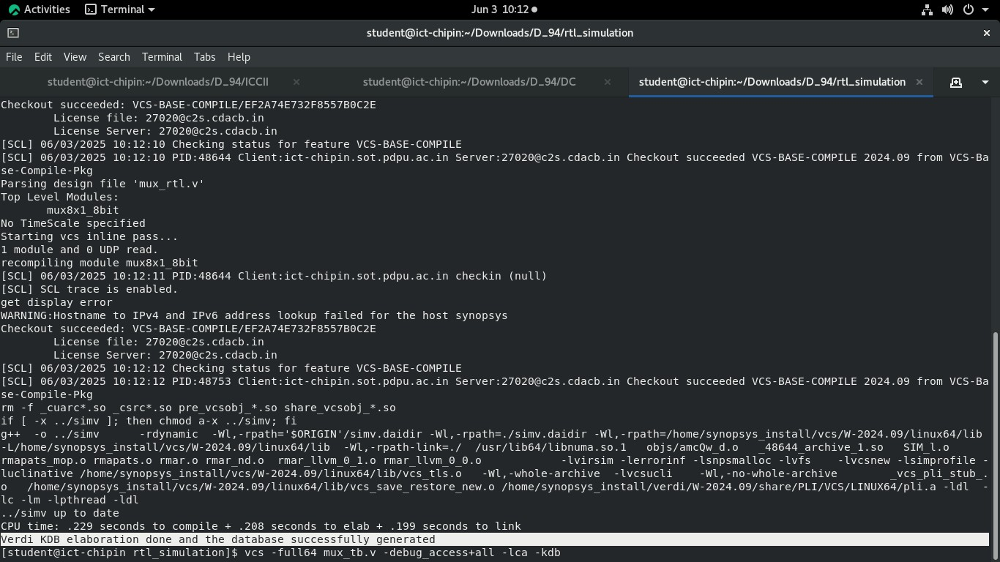 Activities Terminal Jun 3 10:12
student@ict-chipin:~/Downloads/D_94/rtl_simulation
File Edit View Search Terminal Tabs Help
student@ict-chipin:~/Downloads/D_94/ICCII student@ict-chipin:~/Downloads/D_94/DC student@ict-chipin:~/Downloads/D_94/rtl_simulation
Checkout succeeded: VCS-BASE-COMPILE/EF2A74E732F8557B0C2E
License file: 27020@c2s.cdacb.in
License Server: 27020@c2s.cdacb.in
[SCL] 06/03/2025 10:12:10 Checking status for feature VCS-BASE-COMPILE
[SCL] 06/03/2025 10:12:10 PID:48644 Client:ict-chipin.sot.pdpu.ac.in Server:27020@c2s.cdacb.in Checkout succeeded VCS-BASE-COMPILE 2024.09 from VCS-Ba
se-Compile-Pkg
Parsing design file 'mux_rtl.v'
Top Level Modules:
mux8x1_8bit
No TimeScale specified
Starting vcs inline pass...
1 module and 0 UDP read.
recompiling module mux8x1_8bit
[SCL] 06/03/2025 10:12:11 PID:48644 Client:ict-chipin.sot.pdpu.ac.in checkin (null)
[SCL] SCL trace is enabled.
get display error
WARNING:Hostname to IPv4 and IPv6 address lookup failed for the host synopsys
Checkout succeeded: VCS-BASE-COMPILE/EF2A74E732F8557B0C2E
License file: 27020@c2s.cdacb.in
License Server: 27020@c2s.cdacb.in
[SCL] 06/03/2025 10:12:12 Checking status for feature VCS-BASE-COMPILE
[SCL] 06/03/2025 10:12:12 PID:48753 Client:ict-chipin.sot.pdpu.ac.in Server:27020@c2s.cdacb.in Checkout succeeded VCS-BASE-COMPILE 2024.09 from VCS-Ba
se-Compile-Pkg
rm -f _cuarc*.so _csrc*.so pre_vcsobj_*.so share_vcsobj_*.so
if [ -x ../simv ]; then chmod a-x ../simv; fi
g++ -o ../simv -rdynamic -Wl,-rpath='$ORIGIN'/simv.daidir -Wl,-rpath=./simv.daidir -Wl,-rpath=/home/synopsys_install/vcs/W-2024.09/linux64/lib
-L/home/synopsys_install/vcs/W-2024.09/linux64/lib -Wl,-rpath-link=./ /usr/lib64/libnuma.so.1 objs/amcQw_d.o _48644_archive_1.so SIM_l.o
rmapats_mop.o rmapats.o rmar.o rmar_nd.o rmar_llvm_0_1.o rmar_llvm_0_0.o -lvirsim -lerrorinf -lsnpsmalloc -lvfs -lvcsnew -lsimprofile -
luclinative /home/synopsys_install/vcs/W-2024.09/linux64/lib/vcs_tls.o -Wl,-whole-archive -lvcsucli -Wl,-no-whole-archive _vcs_pli_stub_.
o /home/synopsys_install/vcs/W-2024.09/linux64/lib/vcs_save_restore_new.o /home/synopsys_install/verdi/W-2024.09/share/PLI/VCS/LINUX64/pli.a -ldl -
lc -lm -lpthread -ldl
../simv up to date
CPU time: .229 seconds to compile + .208 seconds to elab + .199 seconds to link
Verdi KDB elaboration done and the database successfully generated
[student@ict-chipin rtl_simulation]$ vcs -full64 mux_tb.v -debug_access+all -lca -kdb